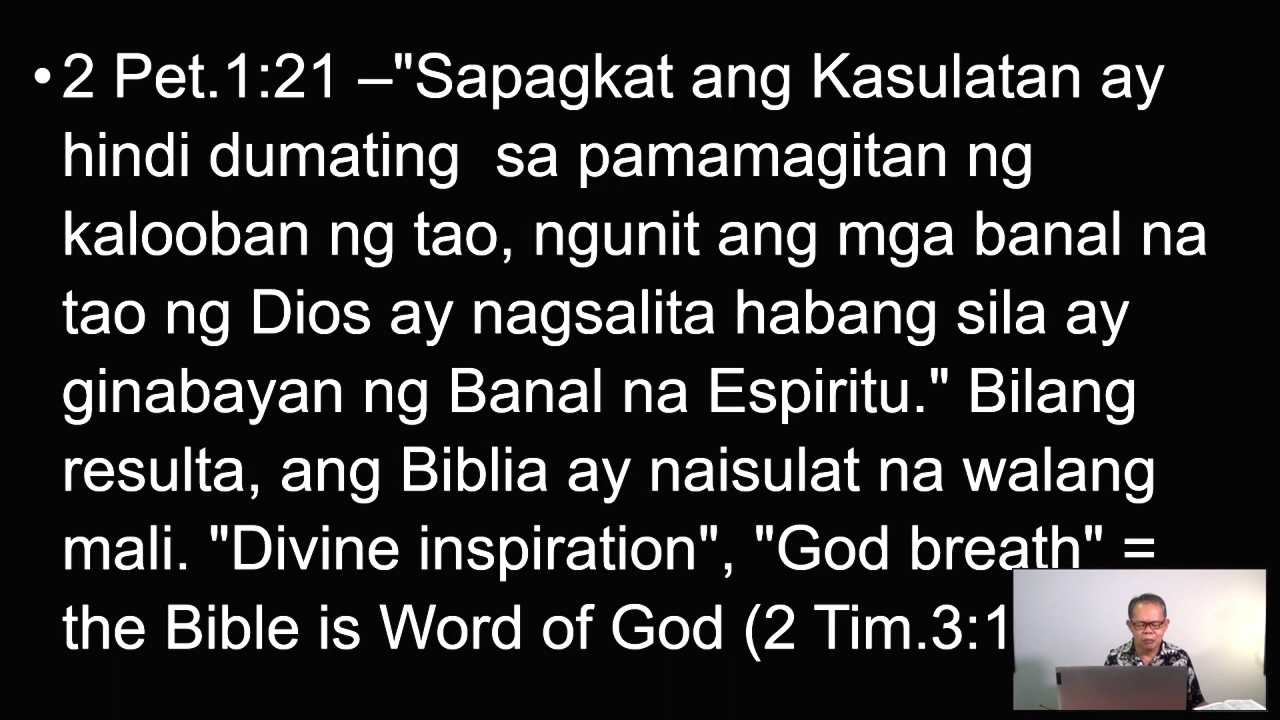 • 2 Pet.1:21 –"Sapagkat ang Kasulatan ay
hindi dumating  sa pamamagitan ng
kalooban ng tao, ngunit ang mga banal na
tao ng Dios ay nagsalita habang sila ay
ginabayan ng Banal na Espiritu." Bilang
resulta, ang Biblia ay naisulat na walang
mali. "Divine inspiration", "God breath" =
the Bible is Word of God (2 Tim.3:1